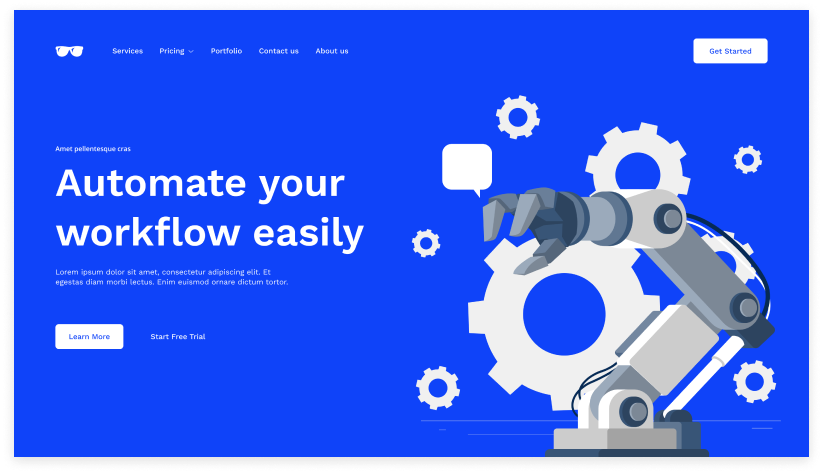 Services Pricing Portfolio Contact us About us Get Started
Amet pellentesque cras
Automate your
workflow easily
Lorem ipsum dolor sit amet, consectetur adipiscing elit. Et
egestas diam morbi lectus. Enim euismod ornare dictum tortor.
Learn More Start Free Trial